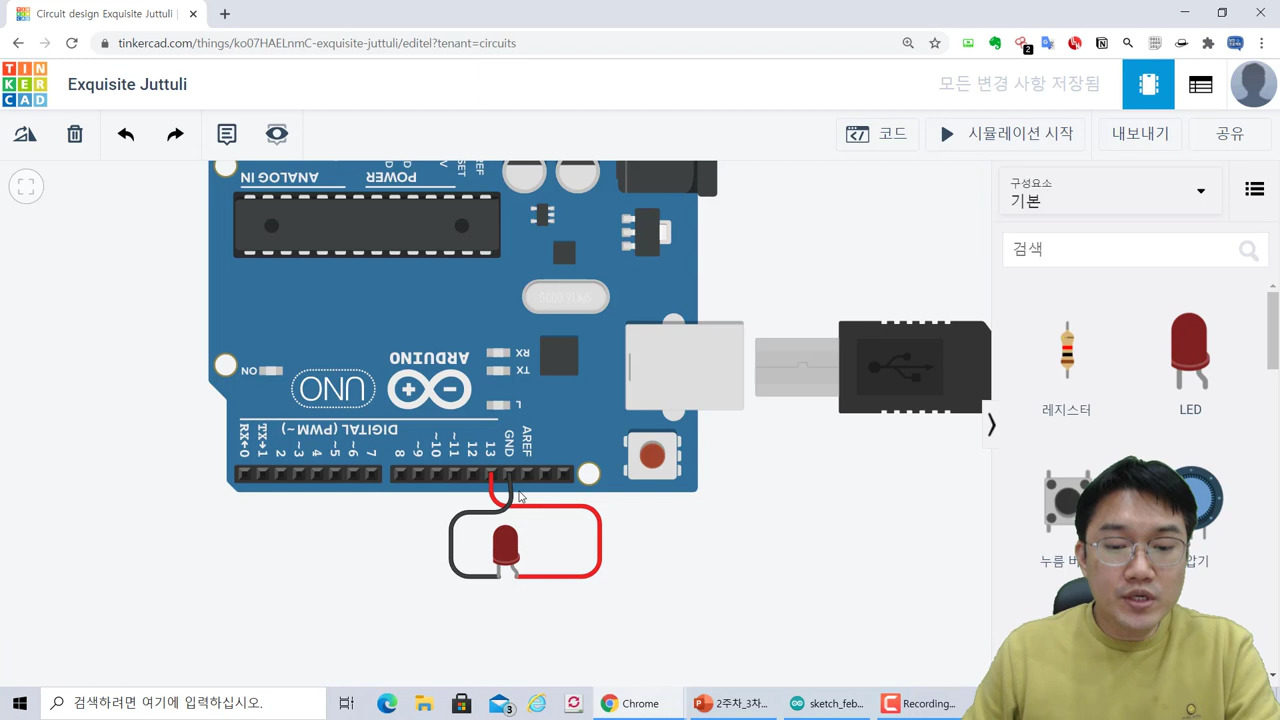 Circuit design Exquisite Juttuli
tinkercad.com/things/ko07HAELnmC-exquisite-juttuli/editel?tenant=circuits
2
TIN
KER
CAD
Exquisite Juttuli
모든 변경 사항 저장됨
코드
시뮬레이션 시작
내보내기
공유
구성요소
기본
검색
레지스터
LED
누름
압기
ANALOG IN
POWER
RX
TX
L
ON
ARDUINO
UNO
DIGITAL (PWM~)
RX←0
TX→1
2
~3
4
~5
~6
7
8
~9
~10
~11
12
13
GND
AREF
검색하려면 여기에 입력하십시오.
3
Chrome
2주차_3차...
sketch_feb...
Recording...